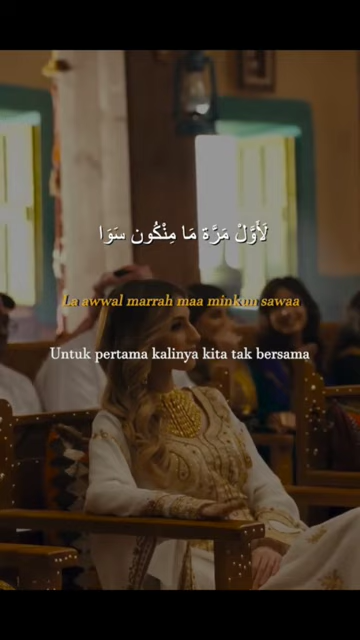 لَأَوَّلْ مَرَّة مَا مِنْكُون سَوَا
La awwal marrah maa minkun sawaa
Untuk pertama kalinya kita tak bersama